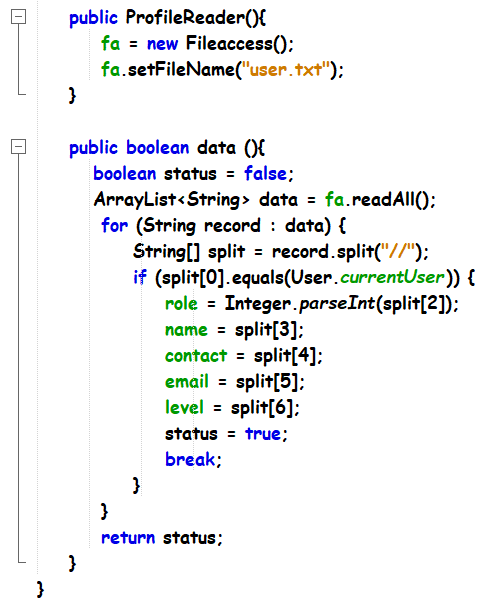 public ProfileReader(){
fa = new Fileaccess();
fa.setFileName("user.txt");
}
public boolean data (){
boolean status = false;
ArrayList<String> data = fa.readAll();
for (String record : data) {
String[] split = record.split("//");
if (split[0].equals(User.currentUser)) {
role = Integer.parseInt(split[2]);
name = split[3];
contact = split[4];
email = split[5];
level = split[6];
status = true;
break;
}
}
return status;
}
}